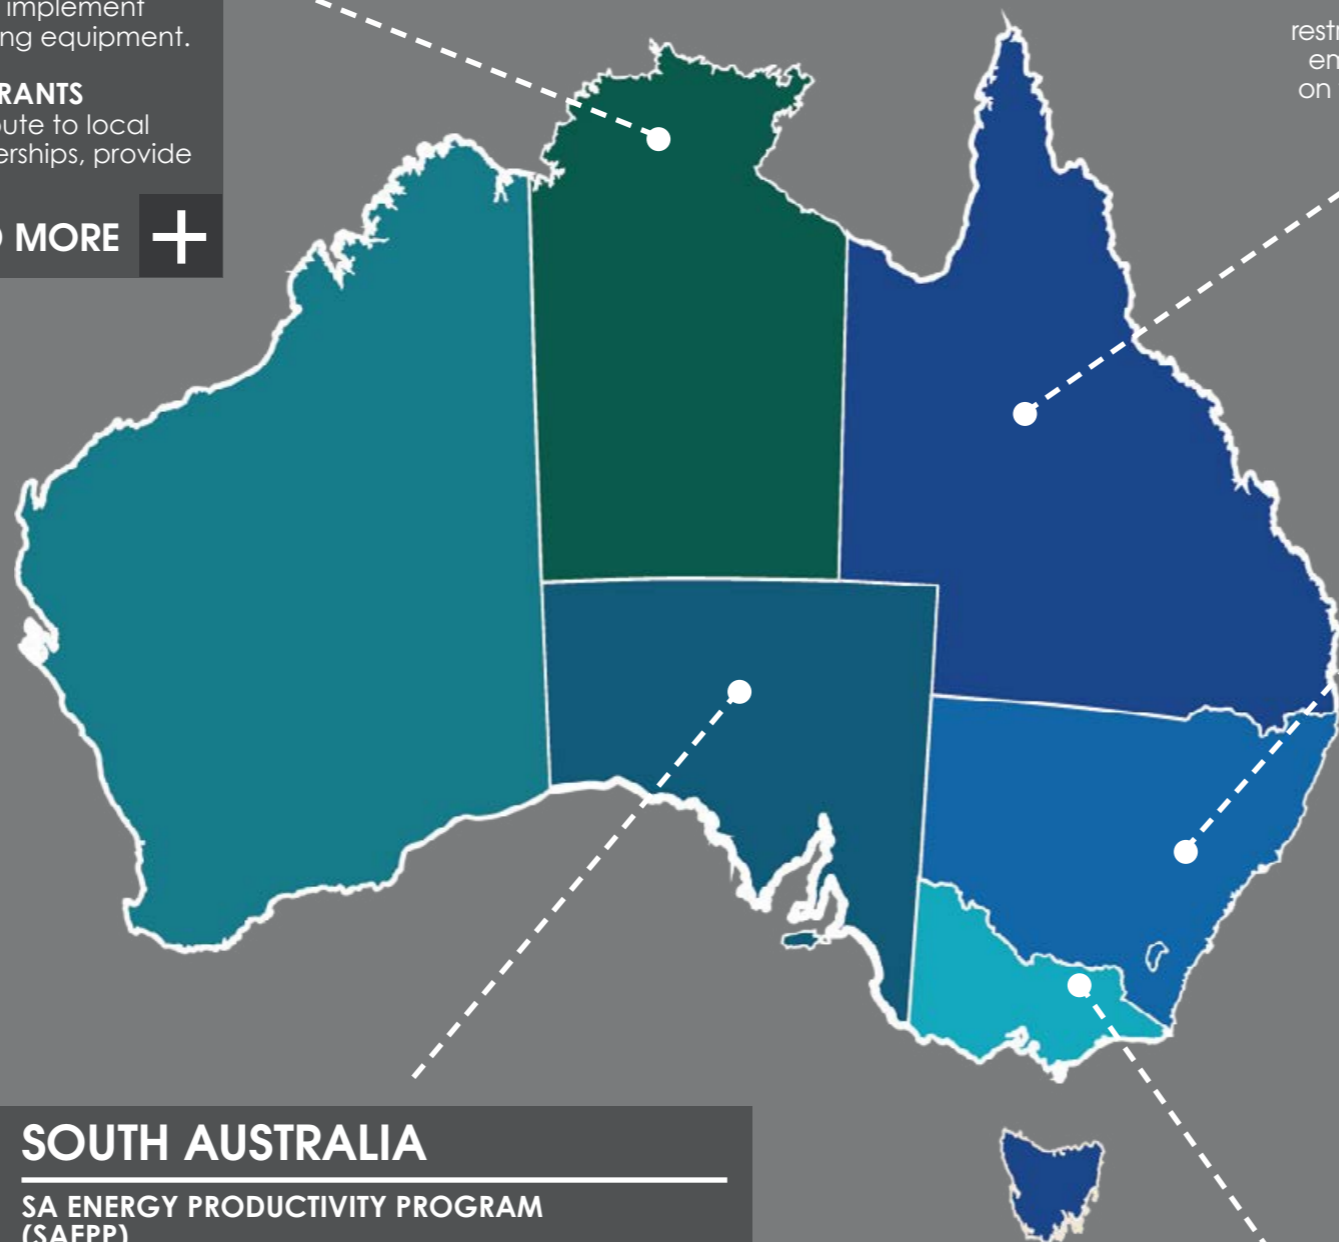 implement
ng equipment.
RANTS
ute to local
erships, provide
MORE +
restr
en
on
SOUTH AUSTRALIA
SA ENERGY PRODUCTIVITY PROGRAM
(SAEPP)